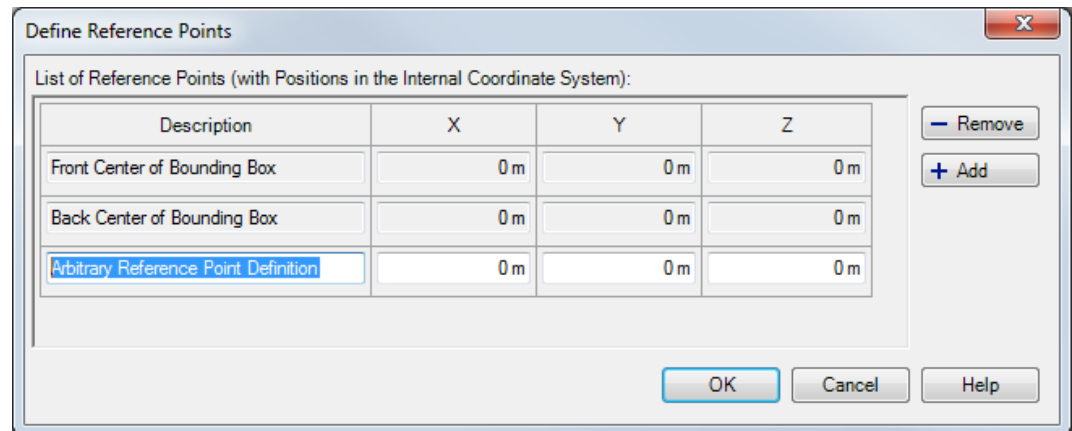 Define Reference Points
X
List of Reference Points (with Positions in the Internal Coordinate System):
Description X Y Z
Front Center of Bounding Box 0 m 0 m 0 m
Back Center of Bounding Box 0 m 0 m 0 m
Arbitrary Reference Point Definition 0 m 0 m 0 m
− Remove
+ Add
OK Cancel Help